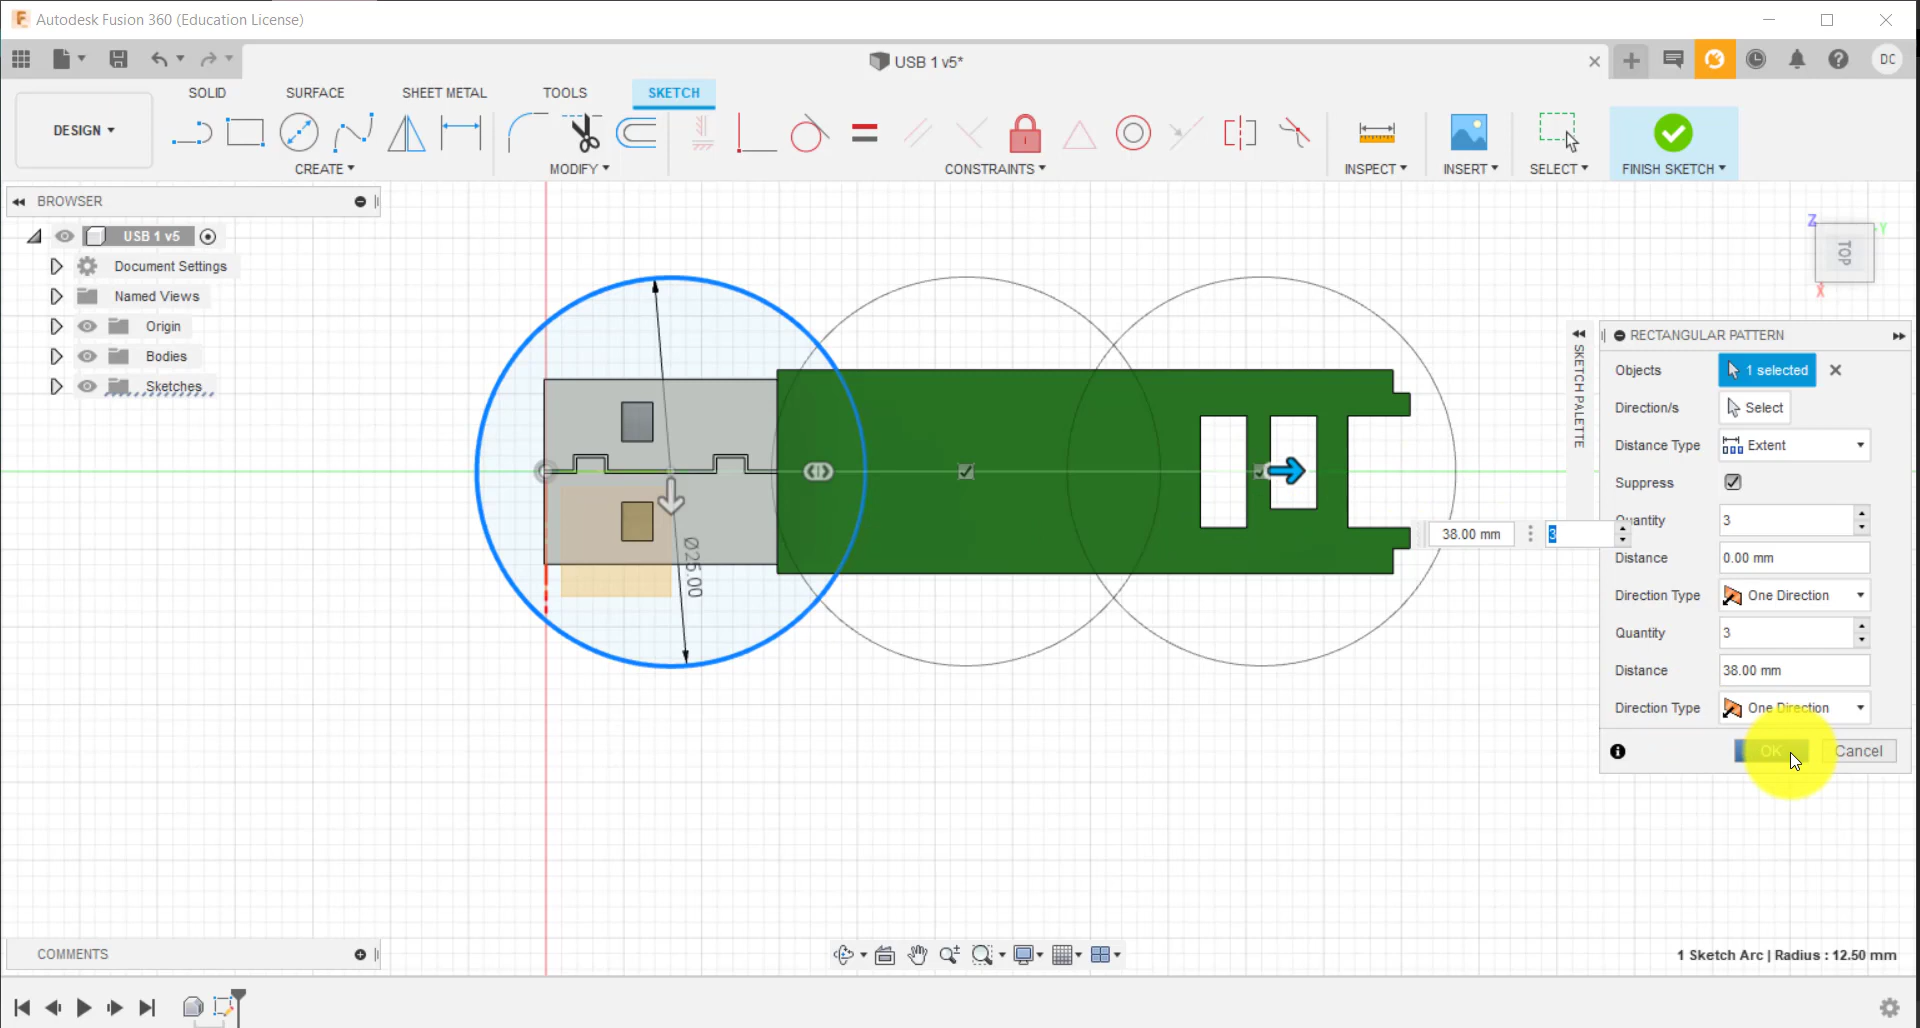 Autodesk Fusion 360 (Education License)
USB 1 v5*
DC
SOLID
SURFACE
SHEET METAL
TOOLS
SKETCH
DESIGN
CREATE
MODIFY
CONSTRAINTS
INSPECT
INSERT
SELECT
FINISH SKETCH
BROWSER
USB 1 v5
Document Settings
Named Views
Origin
Bodies
Sketches
Z
Y
TOP
X
Ø25.00
38.00 mm
3
SKETCH PALETTE
RECTANGULAR PATTERN
Objects
1 selected
Direction/s
Select
Distance Type
Extent
Suppress
Quantity
3
Distance
0.00 mm
Direction Type
One Direction
Quantity
3
Distance
38.00 mm
Direction Type
One Direction
OK
Cancel
COMMENTS
1 Sketch Arc | Radius : 12.50 mm